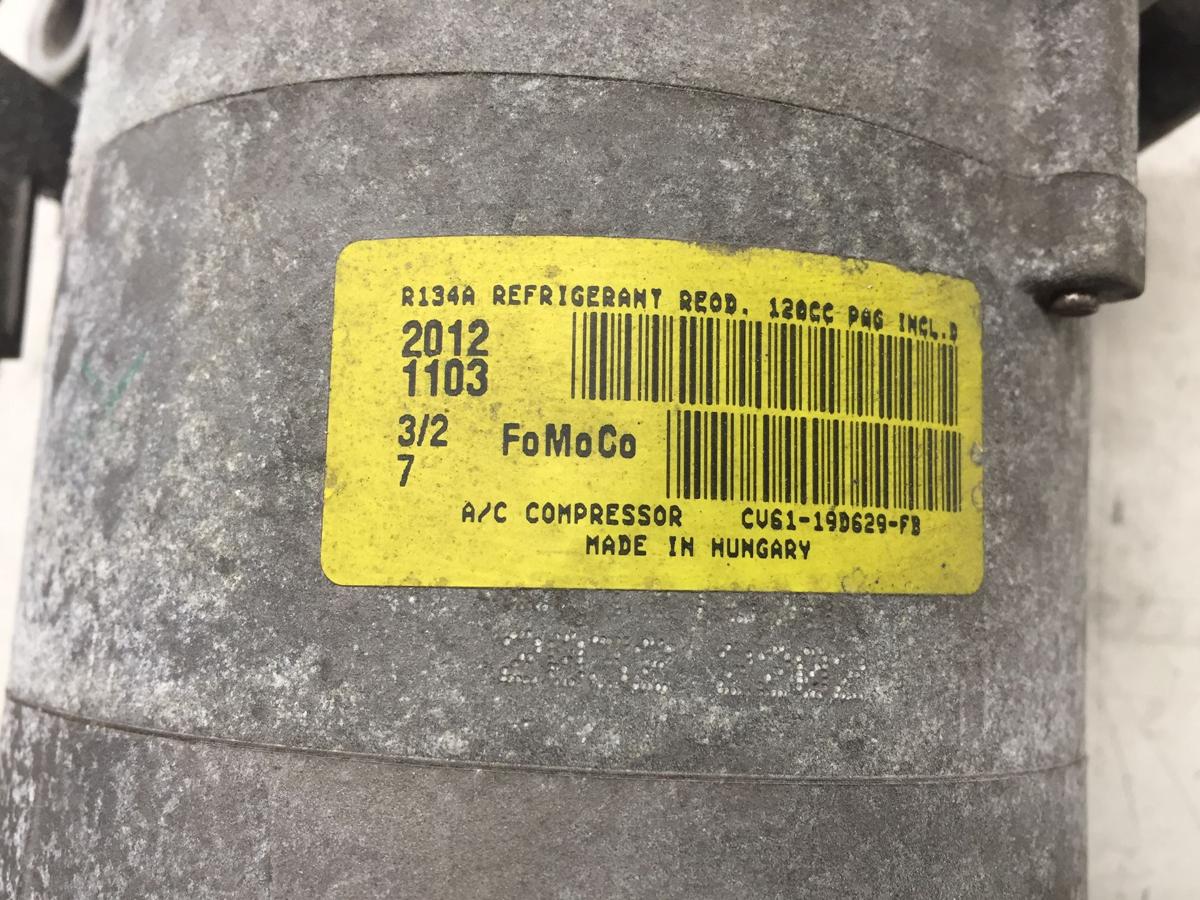 R134A REFRIGERANT REQD. 120CC PAG INCL.D
2012
1103
3/2
7
FoMoCo
A/C COMPRESSOR CV61-19D629-FB
MADE IN HUNGARY